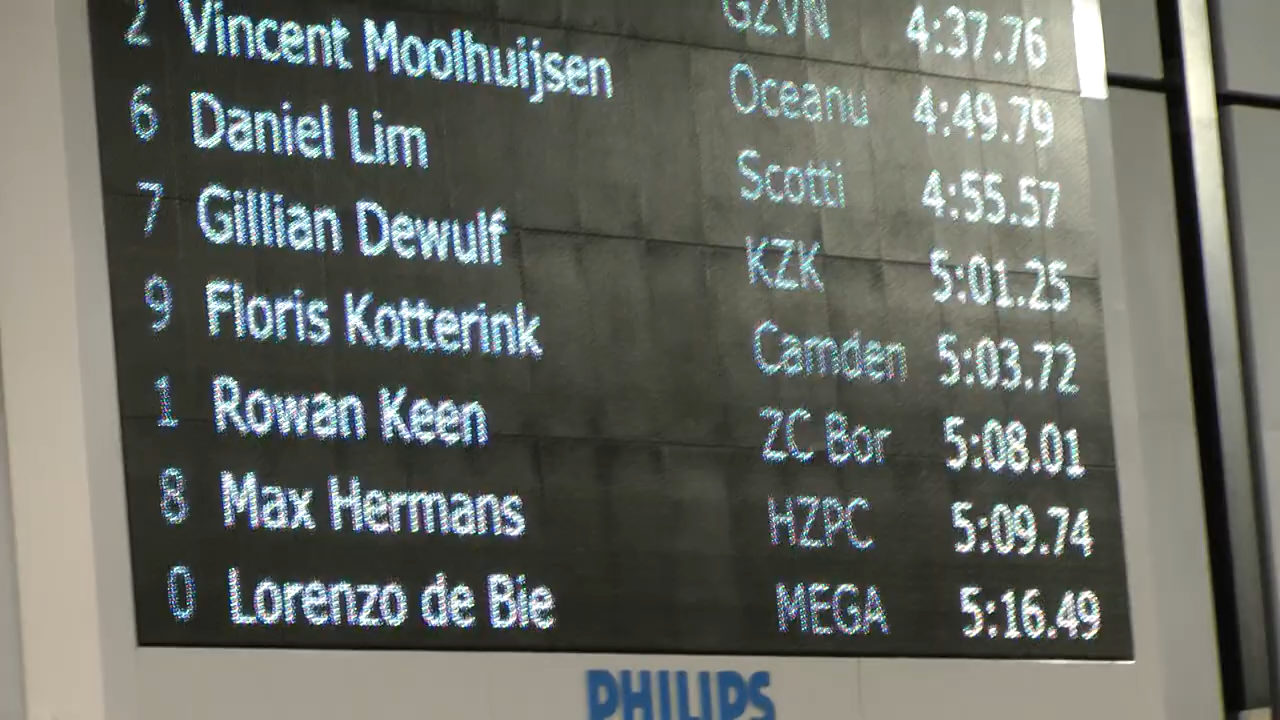 2 Vincent Moolhuijsen GZVN 4:37.76
6 Daniel Lim Oceanu 4:49.79
7 Gillian Dewulf Scotti 4:55.57
9 Floris Kotterink KZK 5:01.25
1 Rowan Keen Camden 5:03.72
8 Max Hermans ZC Bor 5:08.01
0 Lorenzo de Bie HZPC 5:09.74
MEGA 5:16.49
PHILIPS